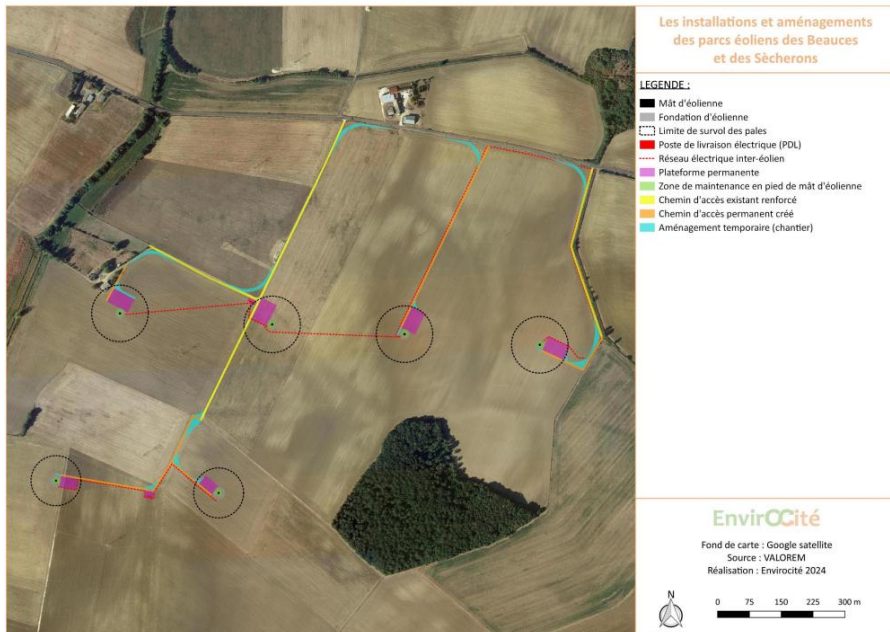 Les installations et aménagements
des parcs éoliens des Beauces
et des Sècherons
LEGENDE :
Mât d'éolienne
Fondation d'éolienne
Limite de survol des pales
Poste de livraison électrique (PDL)
Réseau électrique inter-éolien
Plateforme permanente
Zone de maintenance en pied de mât d'éolienne
Chemin d'accès existant renforcé
Chemin d'accès permanent créé
Aménagement temporaire (chantier)
EnvirOCité
Fond de carte : Google satellite
Source : VALOREM
Réalisation : Envirocité 2024
N
0 75 150 225 300 m